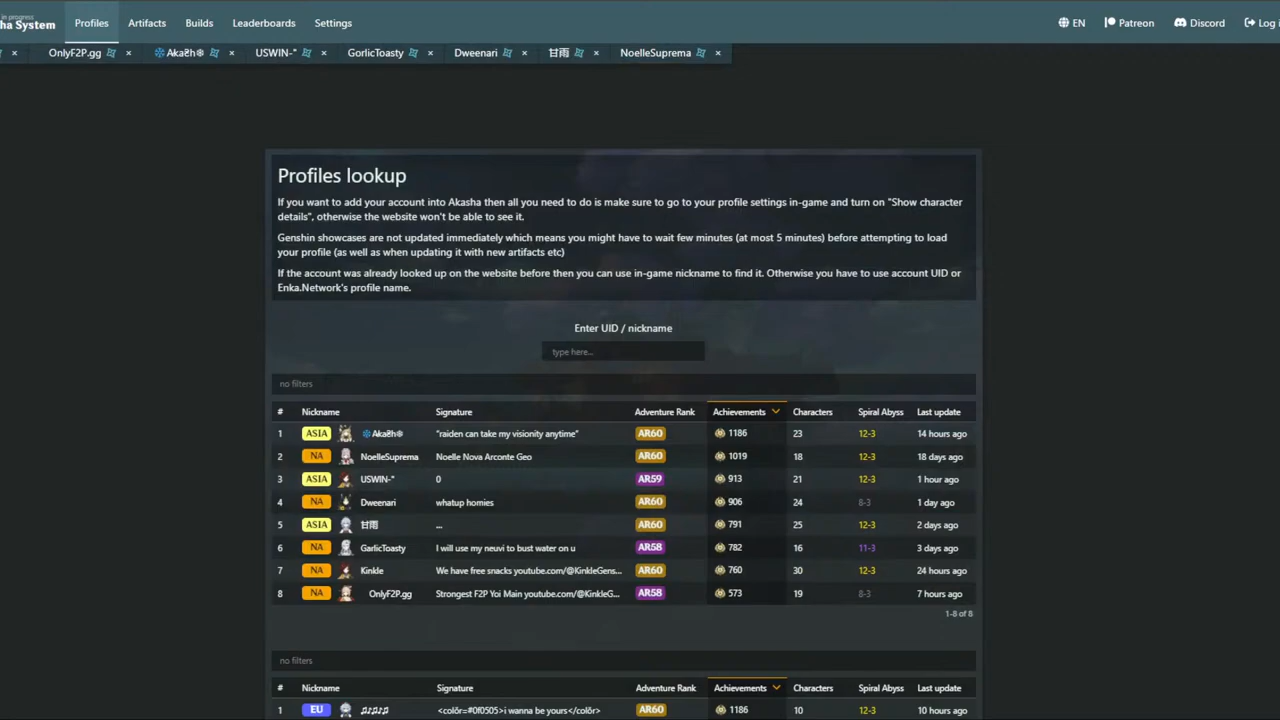 in progress
ha System Profiles Artifacts Builds Leaderboards Settings EN Patreon Discord Log i
× OnlyF2P.gg × × USWIN-" × GorlicToasty × Dweenari × 甘雨 × NoelleSuprema ×
Profiles lookup
If you want to add your account into Akasha then all you need to do is make sure to go to your profile settings in-game and turn on "Show character
details", otherwise the website won't be able to see it.
Genshin showcases are not updated immediately which means you might have to wait few minutes (at most 5 minutes) before attempting to load
your profile (as well as when updating it with new artifacts etc)
If the account was already looked up on the website before then you can use in-game nickname to find it. Otherwise you have to use account UID or
Enka.Network's profile name.
Enter UID / nickname
type here...
no filters
# Nickname Signature Adventure Rank Achievements Characters Spiral Abyss Last update
1 ASIA "raiden can take my visionity anytime" AR60 1186 23 12-3 14 hours ago
2 NA NoelleSuprema Noelle Nova Arconte Geo AR60 1019 18 12-3 18 days ago
3 ASIA USWIN-" 0 AR59 913 21 12-3 1 hour ago
4 NA Dweenari whatup homies AR60 906 24 8-3 1 day ago
5 ASIA 甘雨 ... AR60 791 25 12-3 2 days ago
6 NA GarlicToasty I will use my neuvi to bust water on u AR58 782 16 11-3 3 days ago
7 NA Kinkle We have free snacks youtube.com/@KinkleGens... AR60 760 30 12-3 24 hours ago
8 NA OnlyF2P.gg Strongest F2P Yoi Main youtube.com/@KinkleG... AR58 573 19 8-3 7 hours ago
1-8 of 8
no filters
# Nickname Signature Adventure Rank Achievements Characters Spiral Abyss Last update
1 EU ♫♫♫♫ <colör=#0f0505>i wanna be yours</colör> AR60 1186 10 12-3 10 hours ago